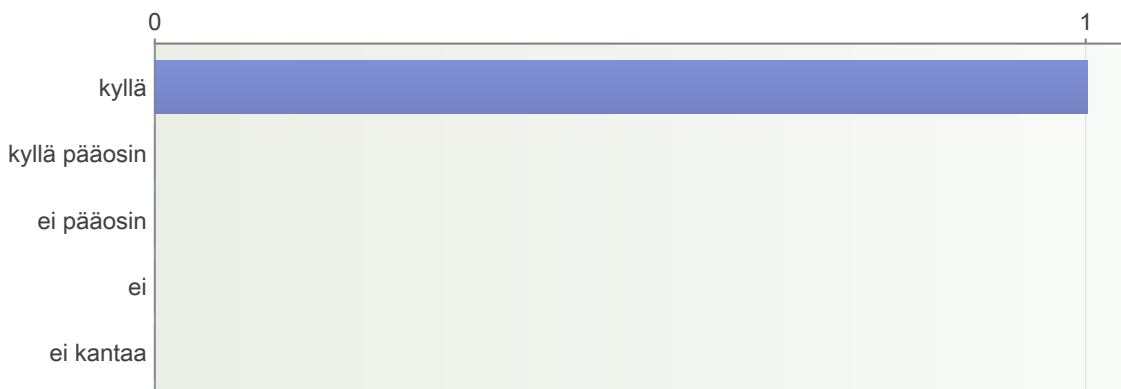 0 1
kyllä
kyllä pääosin
ei pääosin
ei
ei kantaa